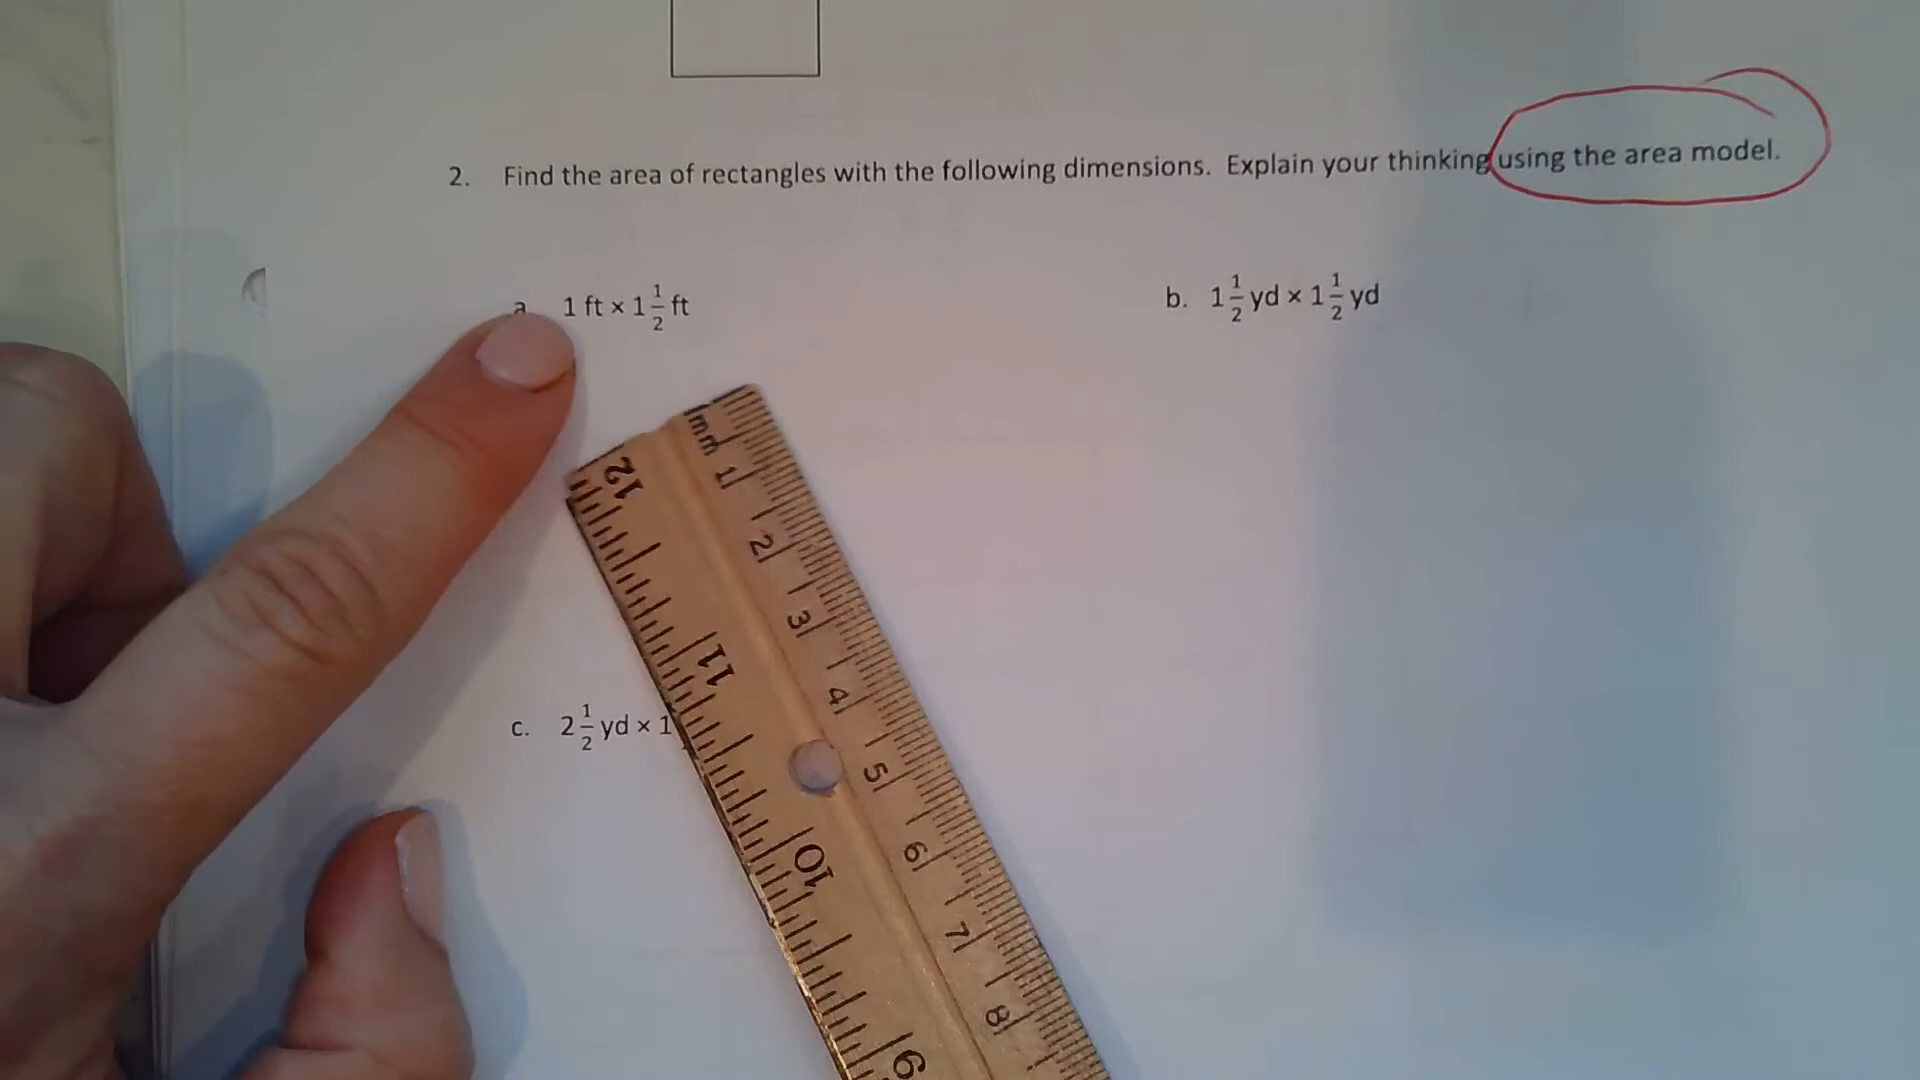 2. Find the area of rectangles with the following dimensions. Explain your thinking using the area model.
a 1 ft × 1 1/2 ft
b. 1 1/2 yd × 1 1/2 yd
c. 2 1/2 yd × 1
mm 1 2 3 4 5 6 7 8
12 11 10 9